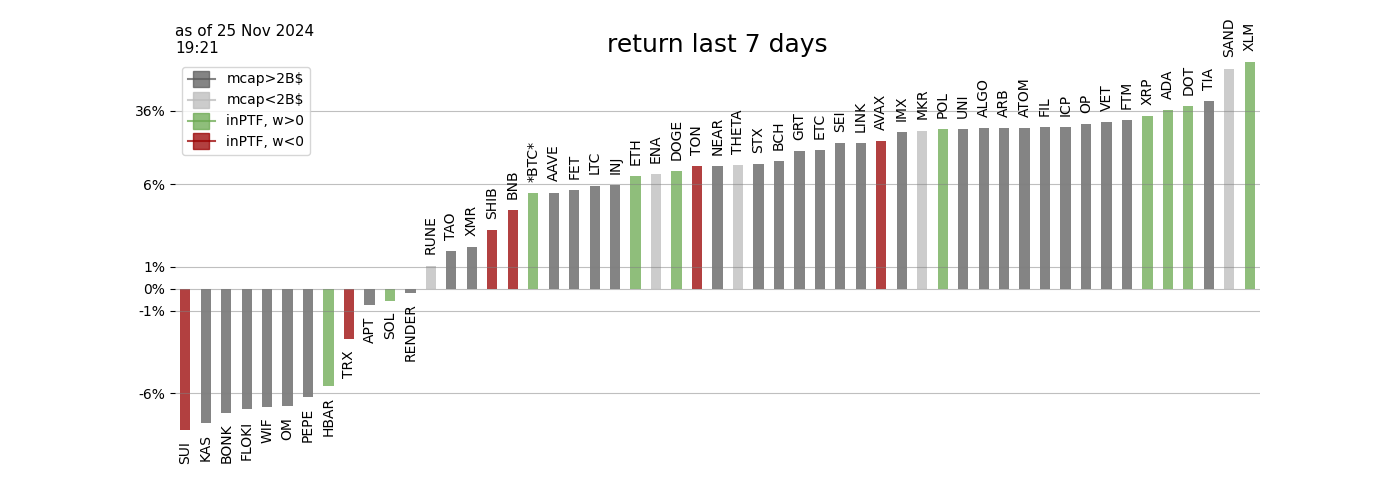 as of 25 Nov 2024
19:21
return last 7 days
mcap>2B$
mcap<2B$
inPTF, w>0
inPTF, w<0
36%
6%
1%
0%
-1%
-6%
SUI
KAS
BONK
FLOKI
WIF
OM
PEPE
HBAR
TRX
APT
SOL
RENDER
RUNE
TAO
XMR
SHIB
BNB
*BTC*
AAVE
FET
LTC
INJ
ETH
ENA
DOGE
TON
NEAR
THETA
STX
BCH
GRT
ETC
SEI
LINK
AVAX
IMX
MKR
POL
UNI
ALGO
ARB
ATOM
FIL
ICP
OP
VET
FTM
XRP
ADA
DOT
TIA
SAND
XLM